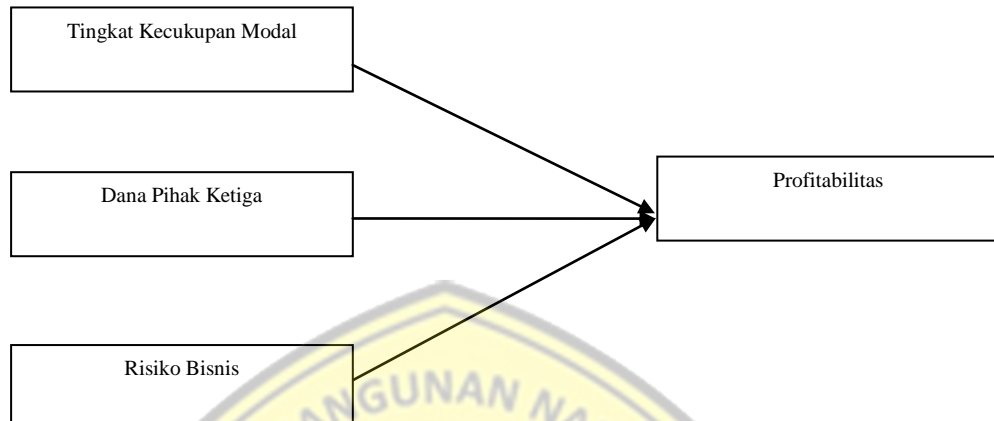 Tingkat Kecukupan Modal
Profitabilitas
Dana Pihak Ketiga
Risiko Bisnis